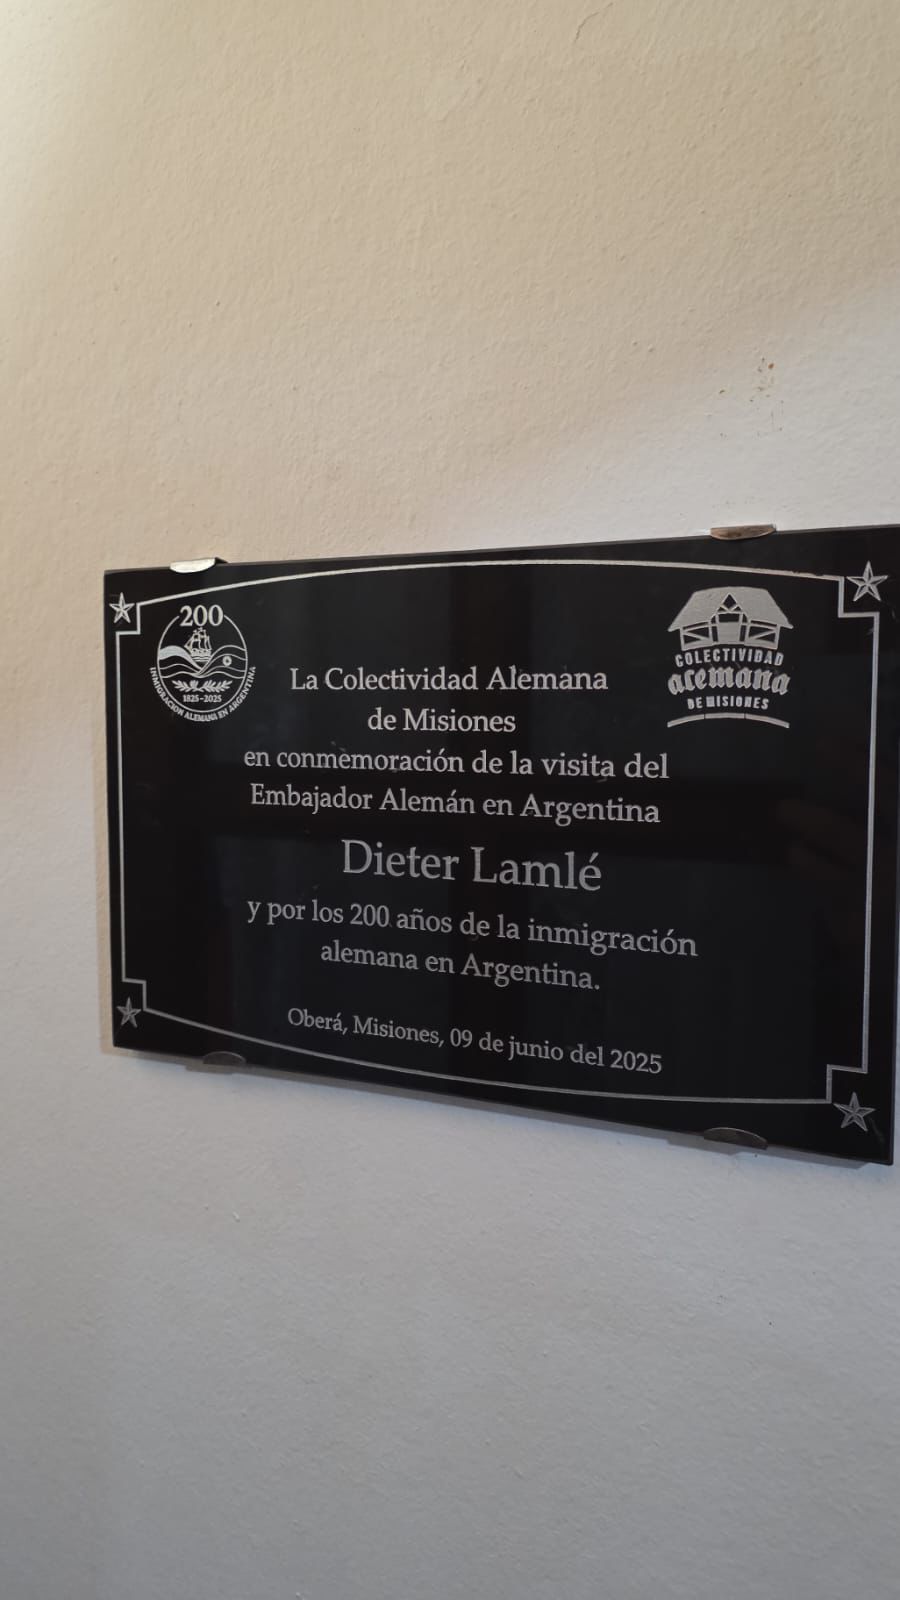 200
1825-2025
INMIGRACION ALEMANA EN ARGENTINA
COLECTIVIDAD
alemana
DE MISIONES
La Colectividad Alemana
de Misiones
en conmemoración de la visita del
Embajador Alemán en Argentina
Dieter Lamlé
y por los 200 años de la inmigración
alemana en Argentina.
Oberá, Misiones, 09 de junio del 2025